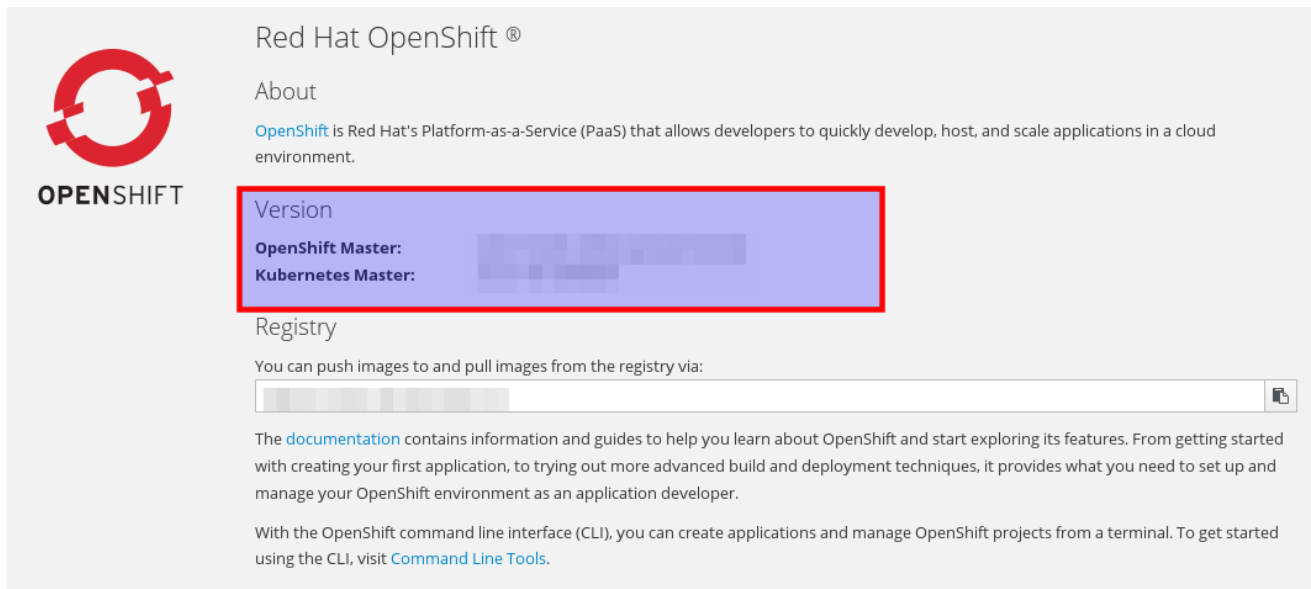 Red Hat OpenShift ®
About
OpenShift is Red Hat's Platform-as-a-Service (PaaS) that allows developers to quickly develop, host, and scale applications in a cloud
environment.
OPENSHIFT
Version
OpenShift Master:
Kubernetes Master:
Registry
You can push images to and pull images from the registry via:
The documentation contains information and guides to help you learn about OpenShift and start exploring its features. From getting started
with creating your first application, to trying out more advanced build and deployment techniques, it provides what you need to set up and
manage your OpenShift environment as an application developer.
With the OpenShift command line interface (CLI), you can create applications and manage OpenShift projects from a terminal. To get started
using the CLI, visit Command Line Tools.